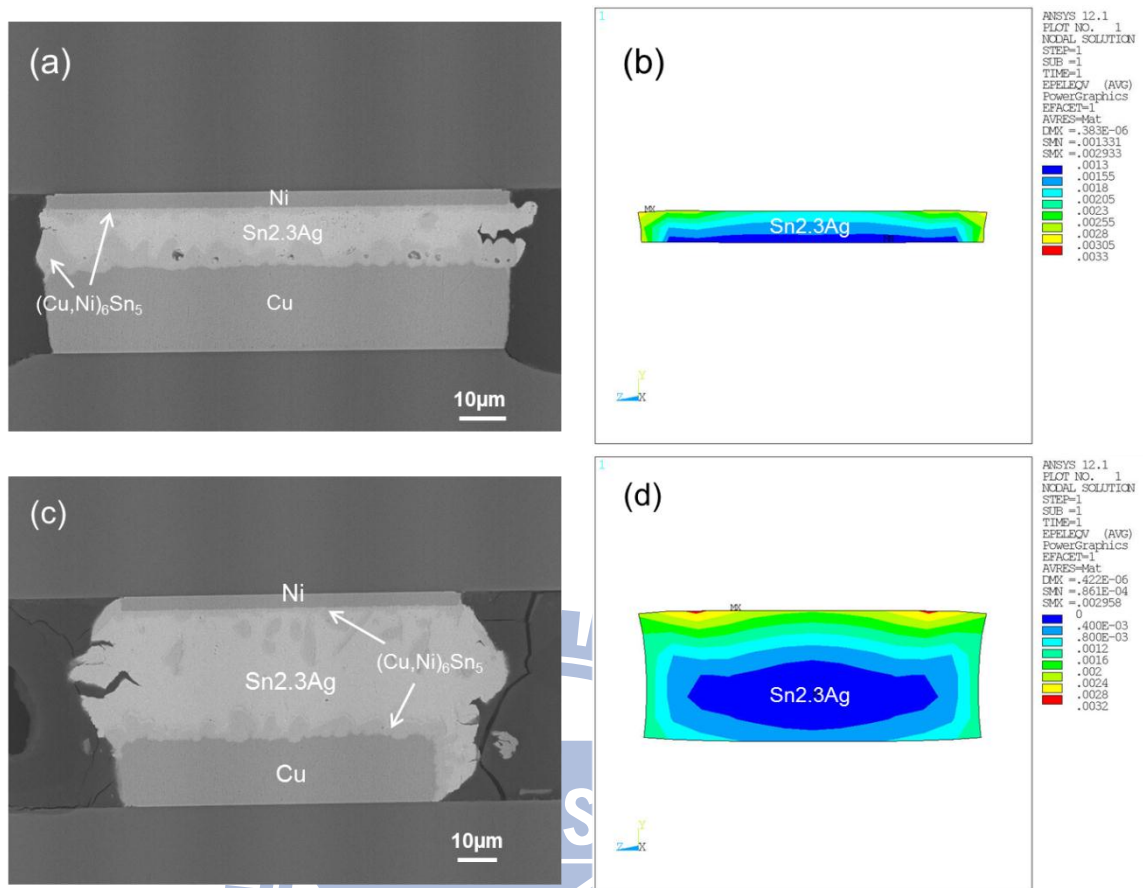 (a)
Ni
Sn2.3Ag
(Cu,Ni)₆Sn₅
Cu
10μm
1
(b)
MX
Sn2.3Ag
Y
Z X
ANSYS 12.1
PLOT NO. 1
NODAL SOLUTION
STEP=1
SUB =1
TIME=1
EPELEQV (AVG)
PowerGraphics
EFACET=1
AVRES=Mat
DMX =.383E-06
SMN =.001331
SMX =.002933
.0013
.00155
.0018
.00205
.0023
.00255
.0028
.00305
.0033
(c)
Ni
(Cu,Ni)₆Sn₅
Sn2.3Ag
Cu
10μm
1
(d)
MX
Sn2.3Ag
Y
Z X
ANSYS 12.1
PLOT NO. 1
NODAL SOLUTION
STEP=1
SUB =1
TIME=1
EPELEQV (AVG)
PowerGraphics
EFACET=1
AVRES=Mat
DMX =.422E-06
SMN =.861E-04
SMX =.002958
0
.400E-03
.800E-03
.0012
.0016
.002
.0024
.0028
.0032